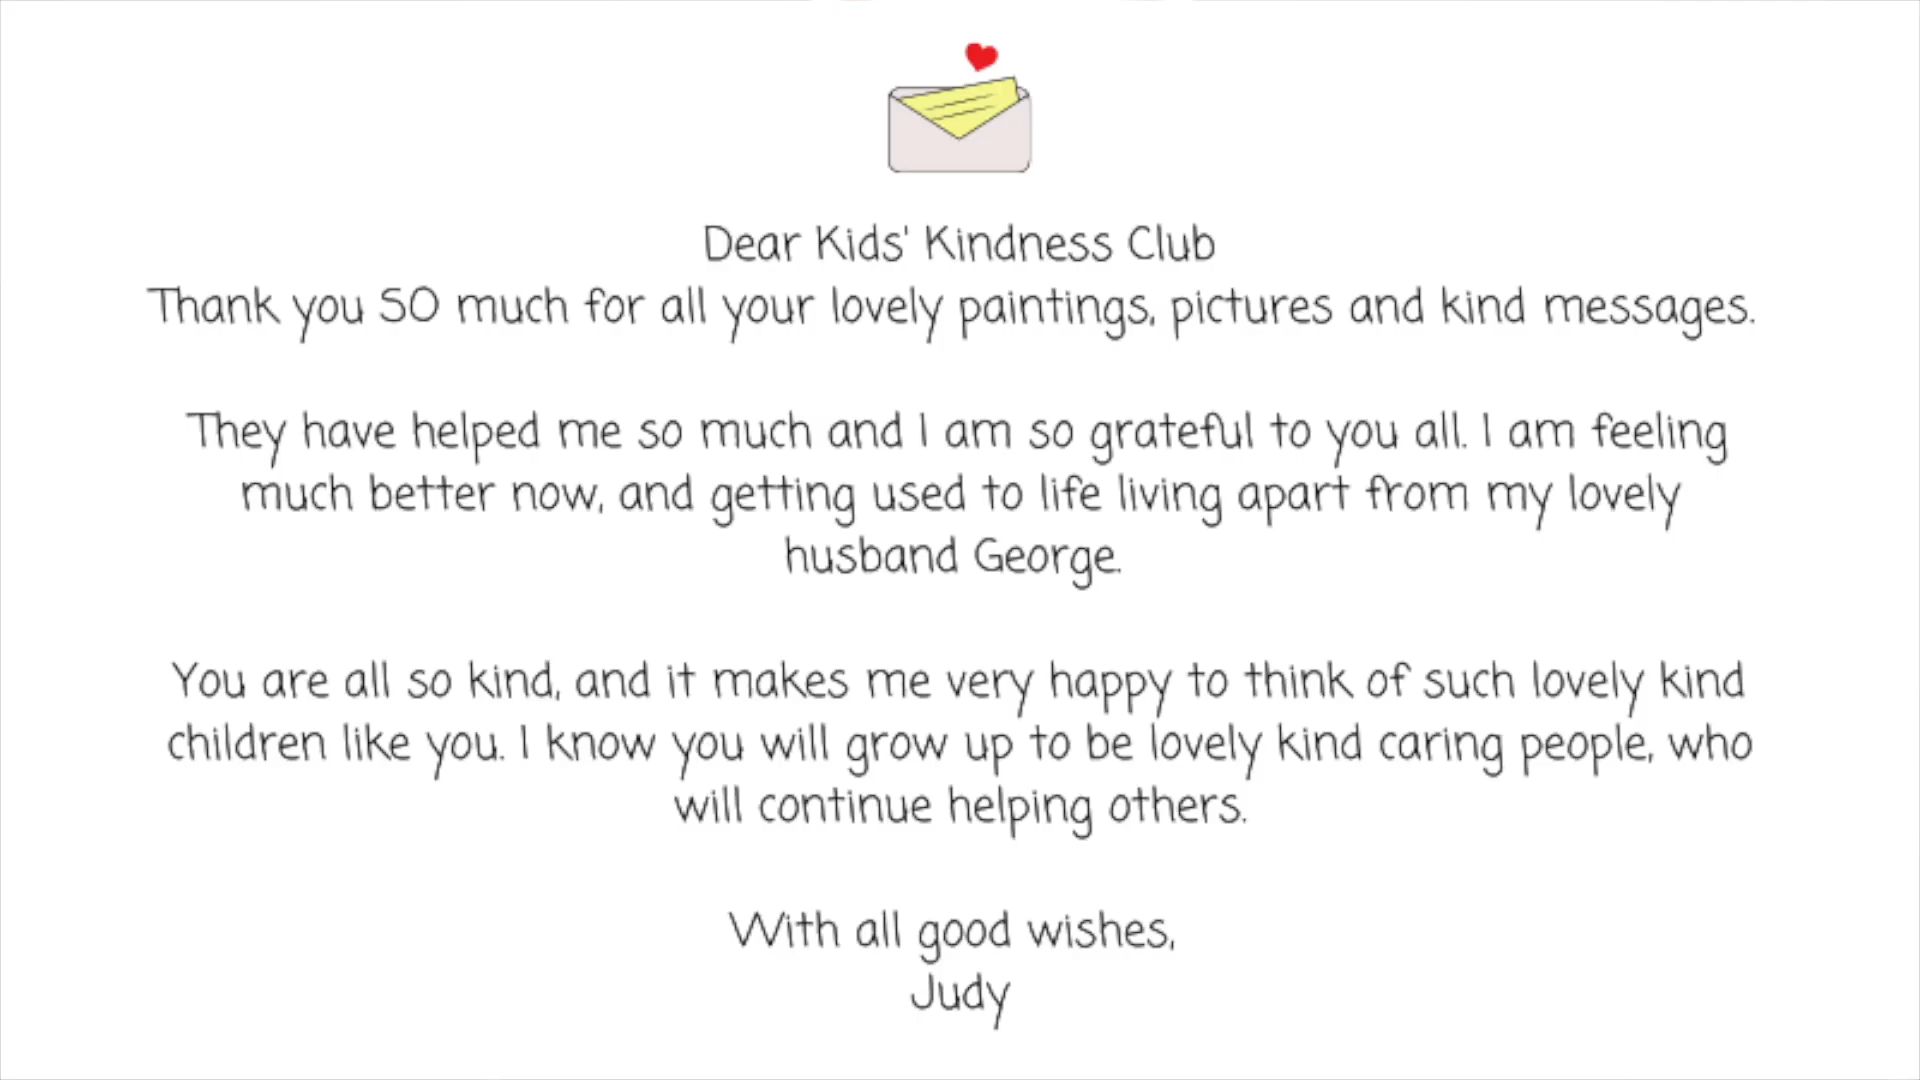 Dear Kids' Kindness Club
Thank you SO much for all your lovely paintings, pictures and kind messages.
They have helped me so much and I am so grateful to you all. I am feeling
much better now, and getting used to life living apart from my lovely
husband George.
You are all so kind, and it makes me very happy to think of such lovely kind
children like you. I know you will grow up to be lovely kind caring people, who
will continue helping others.
With all good wishes,
Judy